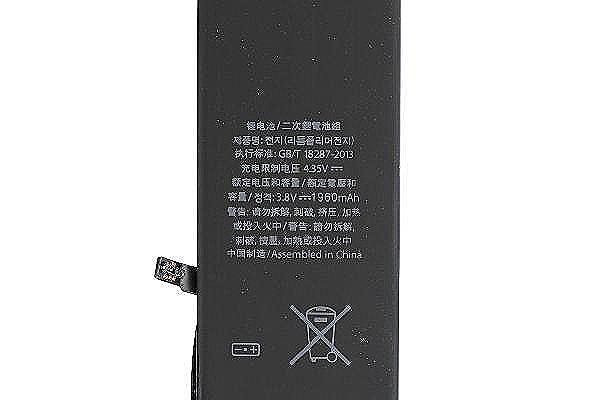 锂电池/二次鋰電池組
제품명: 전지(리튬폴리머전지)
执行标准: GB/T 18287-2013
充电限制电压 4.35V⎓
额定电压和容量/額定電壓和
容量/정격: 3.8V⎓1960mAh
警告: 请勿拆解, 刺破, 挤压, 加热
或投入火中/警告: 請勿拆解,
刺破, 擠壓, 加熱或投入火中
中国制造/Assembled in China